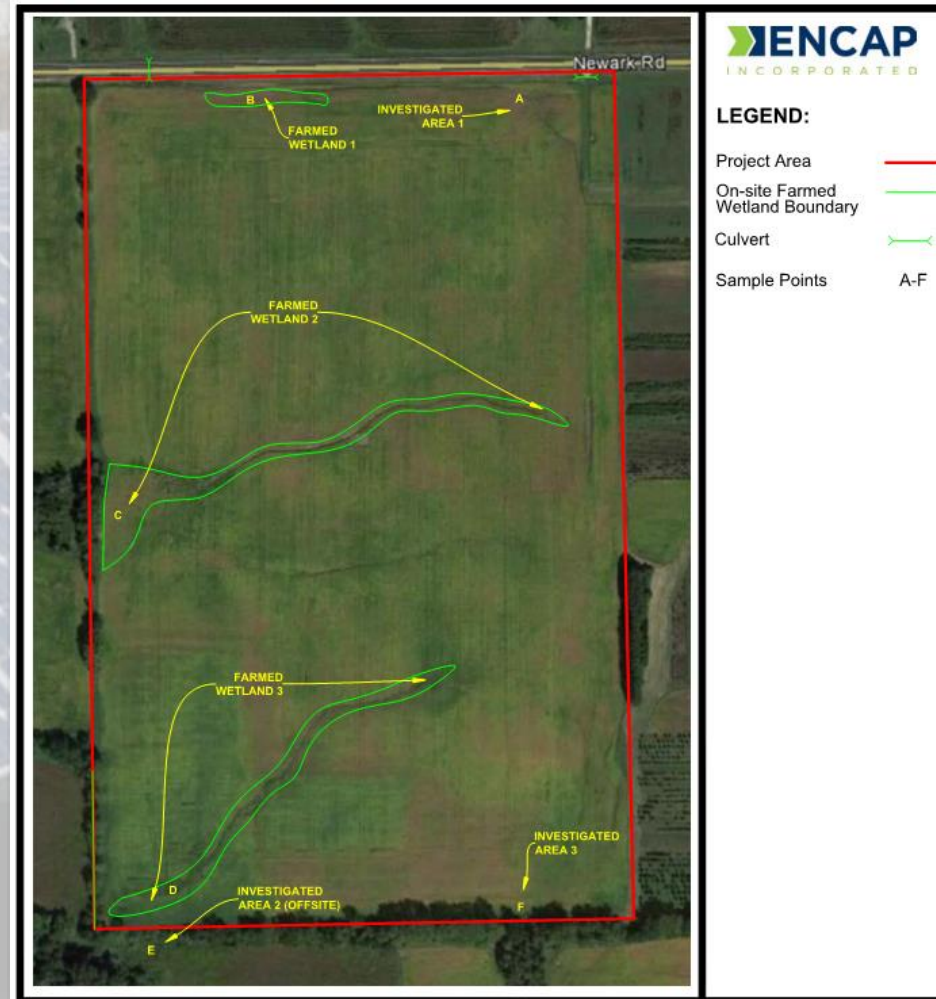 Newark-Rd
B
A
INVESTIGATED
AREA 1
FARMED
WETLAND 1
FARMED
WETLAND 2
C
FARMED
WETLAND 3
INVESTIGATED
AREA 3
D
INVESTIGATED
AREA 2 (OFFSITE)
F
E
ENCAP
INCORPORATED
LEGEND:
Project Area
On-site Farmed
Wetland Boundary
Culvert
Sample Points A-F